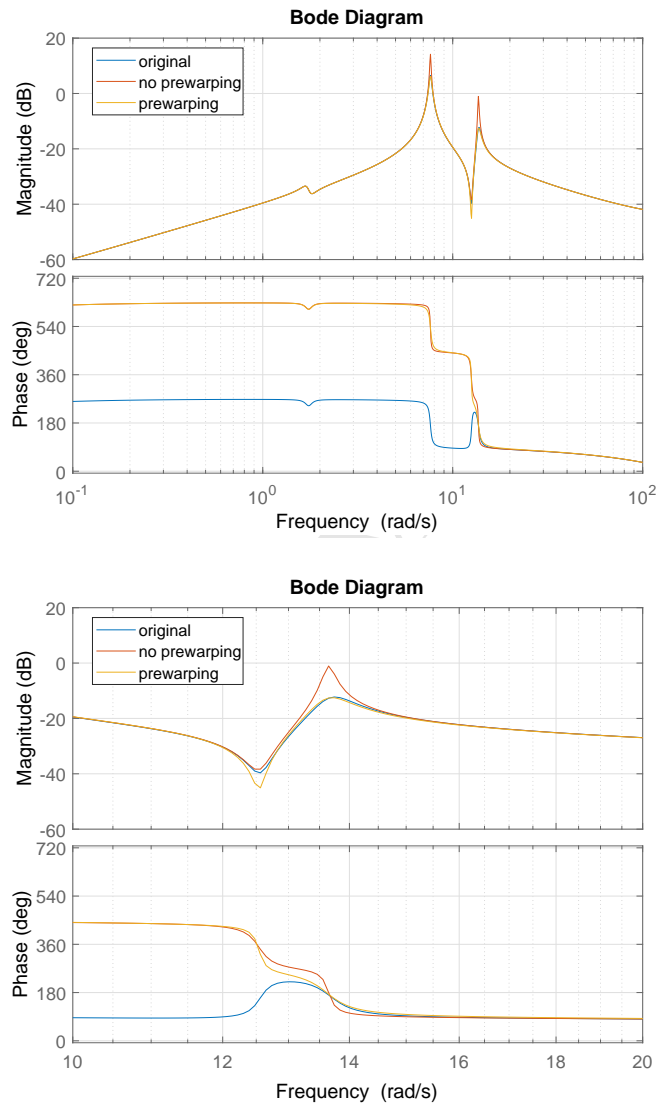 Bode Diagram
20
0
-20
-40
-60
Magnitude (dB)
original
no prewarping
prewarping
720
540
360
180
0
Phase (deg)
10^-1
10^0
10^1
10^2
Frequency (rad/s)
Bode Diagram
20
0
-20
-40
-60
Magnitude (dB)
original
no prewarping
prewarping
720
540
360
180
0
Phase (deg)
10
12
14
16
18
20
Frequency (rad/s)